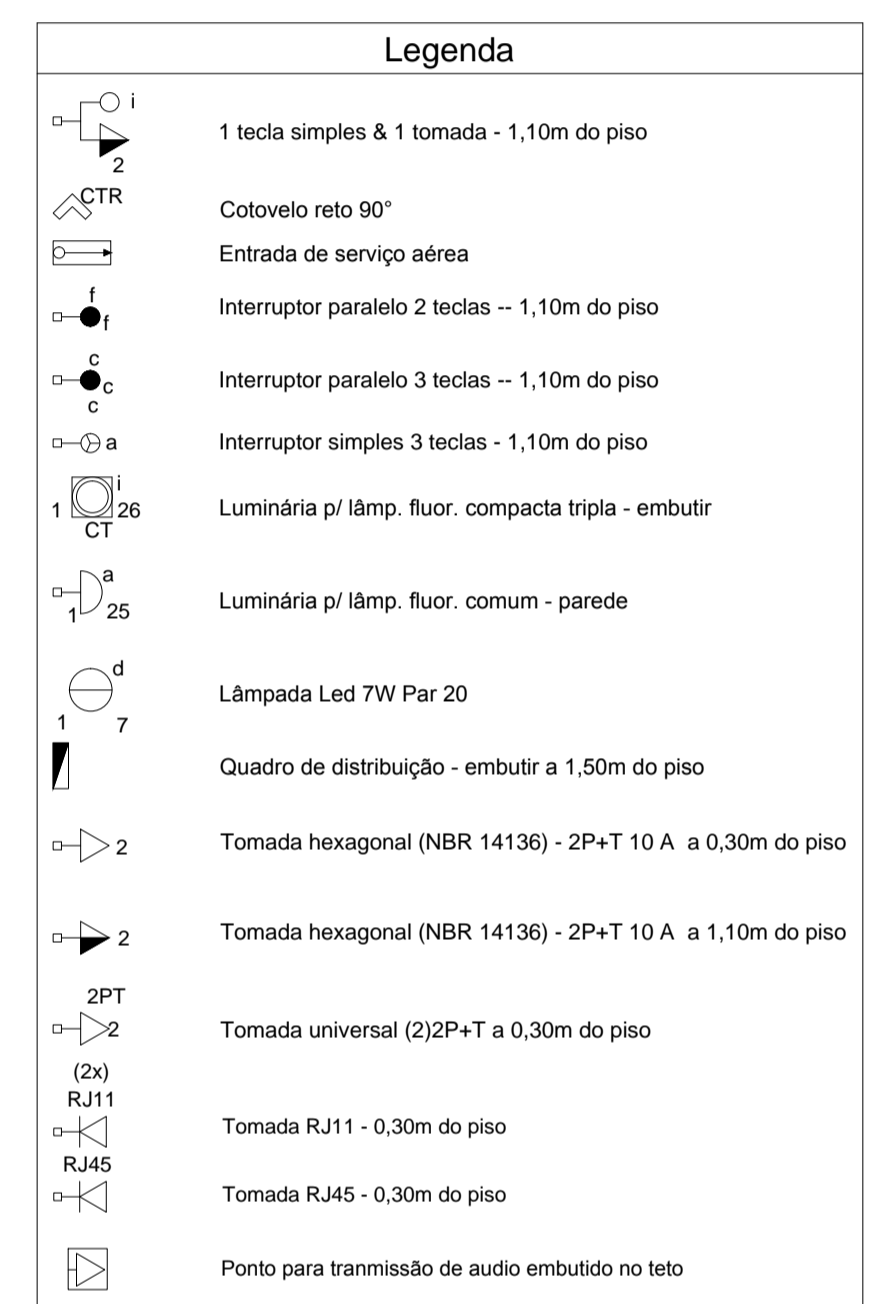 Legenda
i
1 tecla simples & 1 tomada - 1,10m do piso
2
CTR
Cotovelo reto 90°
Entrada de serviço aérea
f
Interruptor paralelo 2 teclas -- 1,10m do piso
f
c
Interruptor paralelo 3 teclas -- 1,10m do piso
c
c
a
Interruptor simples 3 teclas - 1,10m do piso
i
1
26
Luminária p/ lâmp. fluor. compacta tripla - embutir
CT
a
Luminária p/ lâmp. fluor. comum - parede
1
25
d
Lâmpada Led 7W Par 20
1
7
Quadro de distribuição - embutir a 1,50m do piso
2
Tomada hexagonal (NBR 14136) - 2P+T 10 A a 0,30m do piso
2
Tomada hexagonal (NBR 14136) - 2P+T 10 A a 1,10m do piso
2PT
2
Tomada universal (2)2P+T a 0,30m do piso
(2x)
RJ11
Tomada RJ11 - 0,30m do piso
RJ45
Tomada RJ45 - 0,30m do piso
Ponto para tranmissão de audio embutido no teto